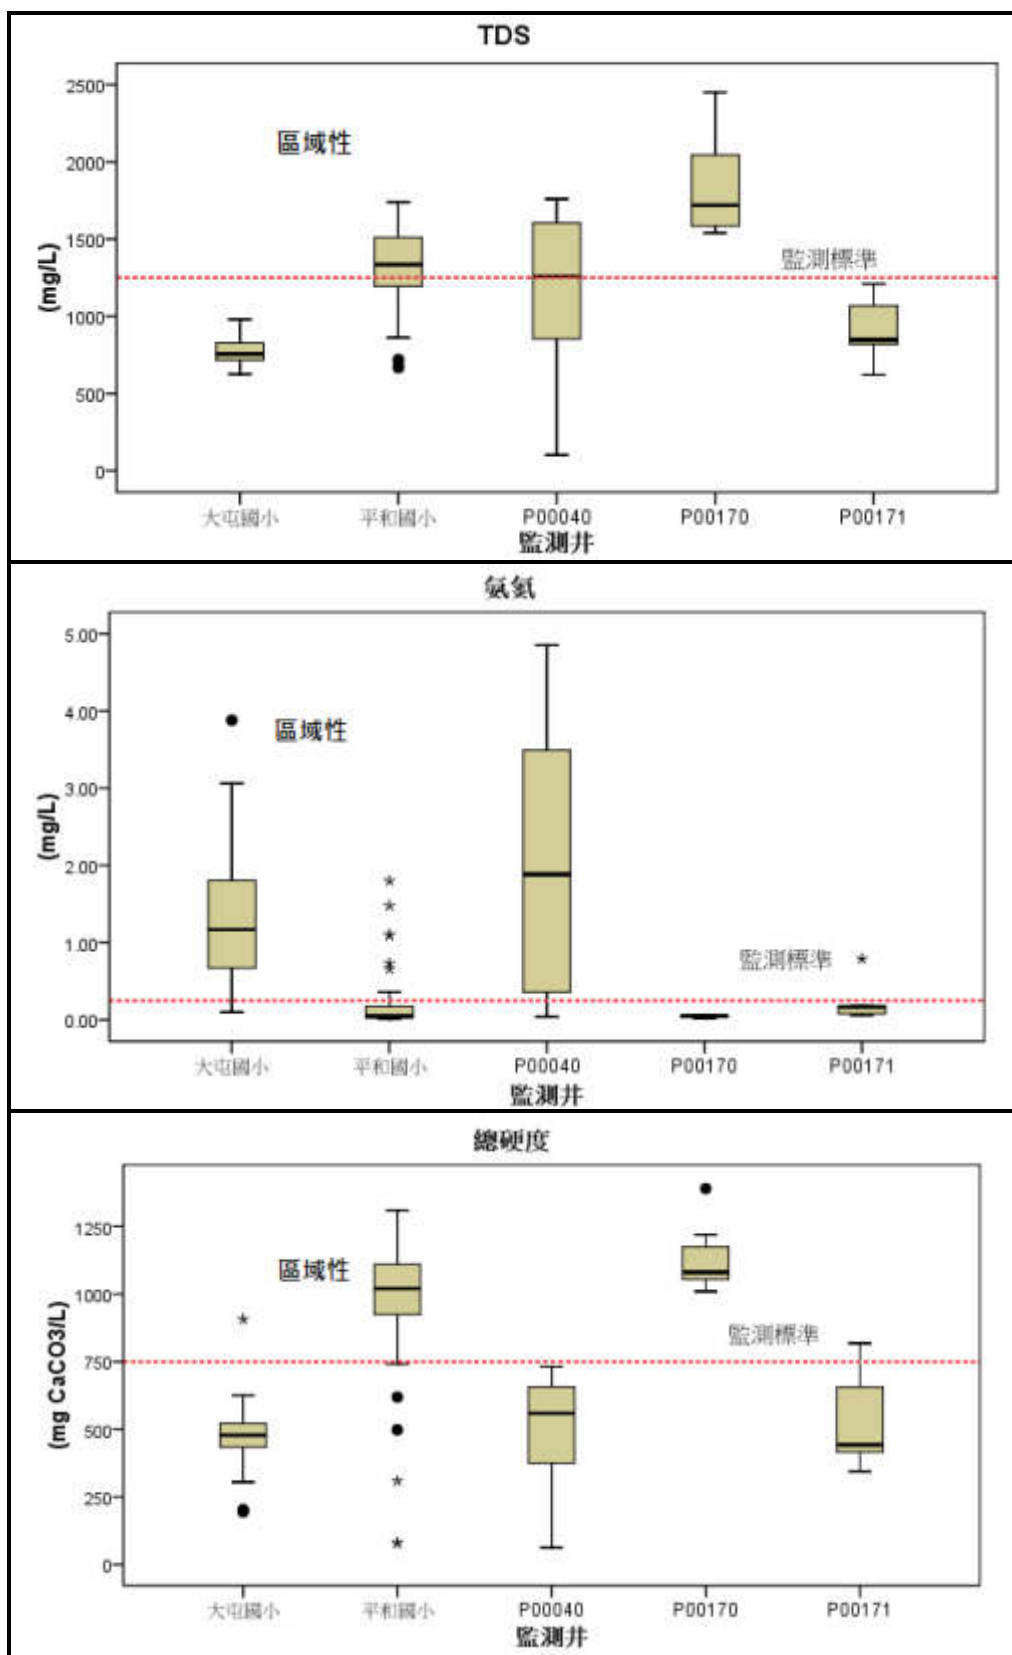 TDS
2500
區域性
2000
1500
監測標準
(mg/L)
1000
500
0
大屯國小 平和國小 P00040 P00170 P00171
監測井
氨氮
5.00
4.00
區域性
3.00
(mg/L)
2.00
1.00
監測標準
0.00
大屯國小 平和國小 P00040 P00170 P00171
監測井
總硬度
1250
區域性
1000
監測標準
(mg CaCO3/L)
750
500
250
0
大屯國小 平和國小 P00040 P00170 P00171
監測井